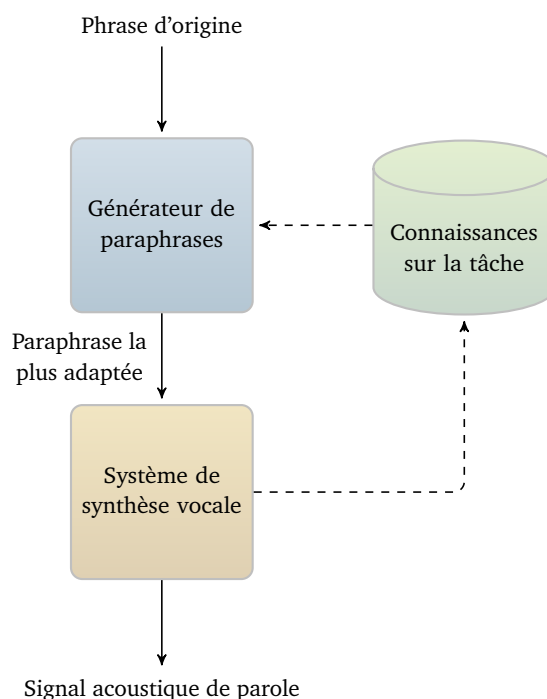 Phrase d'origine
Générateur de
paraphrases
Connaissances
sur la tâche
Paraphrase la
plus adaptée
Système de
synthèse vocale
Signal acoustique de parole